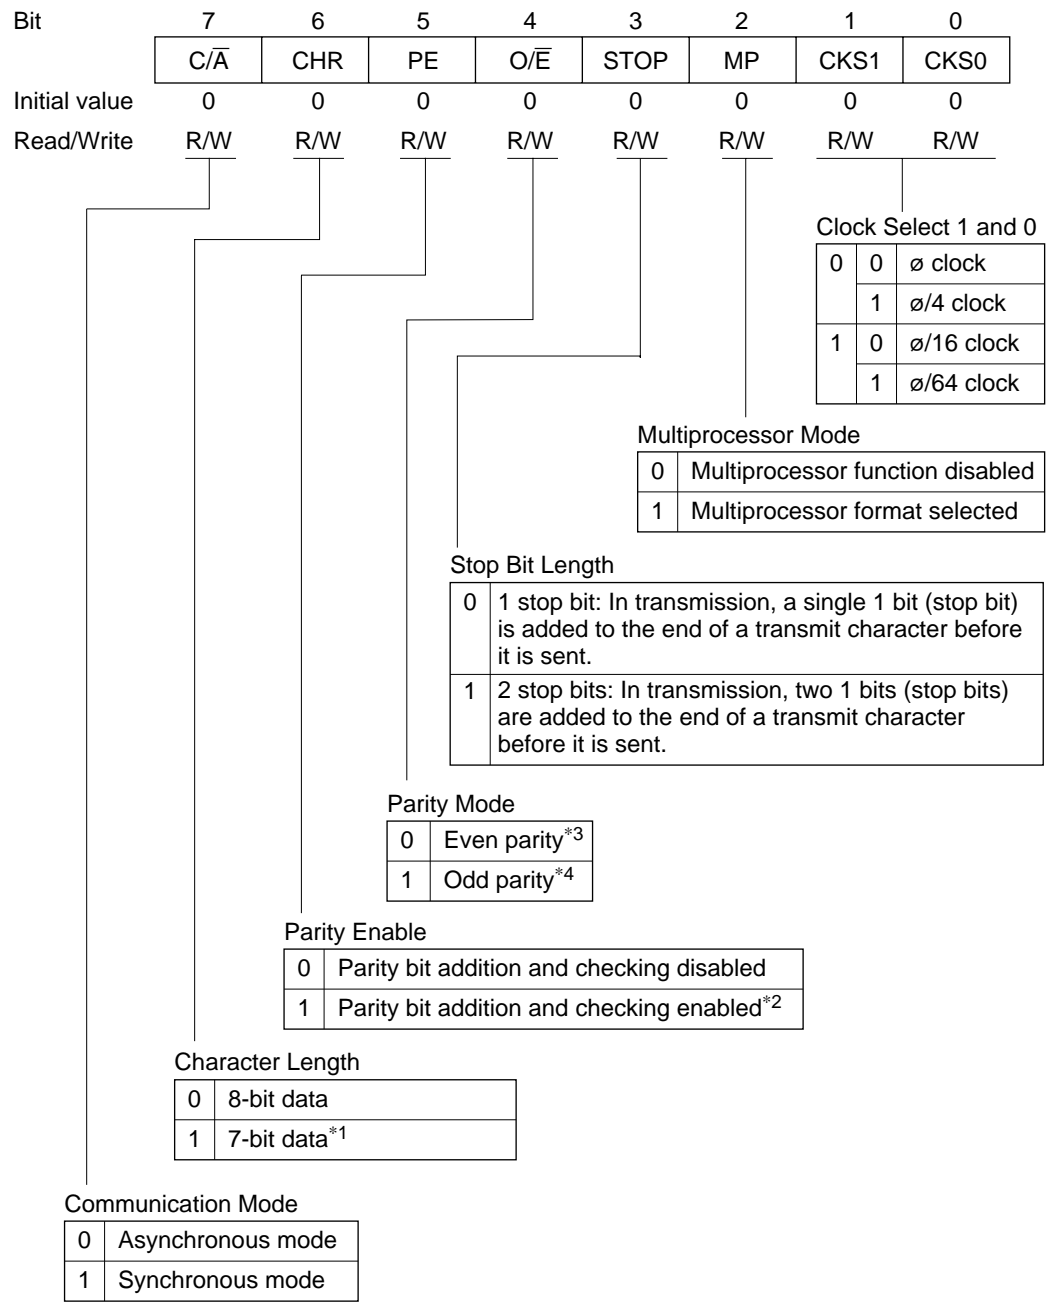 Bit 7 6 5 4 3 2 1 0
C/A̅ CHR PE O/E̅ STOP MP CKS1 CKS0
Initial value 0 0 0 0 0 0 0 0
Read/Write R/W R/W R/W R/W R/W R/W R/W R/W
Clock Select 1 and 0
0 0 ø clock
1 ø/4 clock
1 0 ø/16 clock
1 ø/64 clock
Multiprocessor Mode
0 Multiprocessor function disabled
1 Multiprocessor format selected
Stop Bit Length
0 1 stop bit: In transmission, a single 1 bit (stop bit)
is added to the end of a transmit character before
it is sent.
1 2 stop bits: In transmission, two 1 bits (stop bits)
are added to the end of a transmit character
before it is sent.
Parity Mode
0 Even parity*3
1 Odd parity*4
Parity Enable
0 Parity bit addition and checking disabled
1 Parity bit addition and checking enabled*2
Character Length
0 8-bit data
1 7-bit data*1
Communication Mode
0 Asynchronous mode
1 Synchronous mode